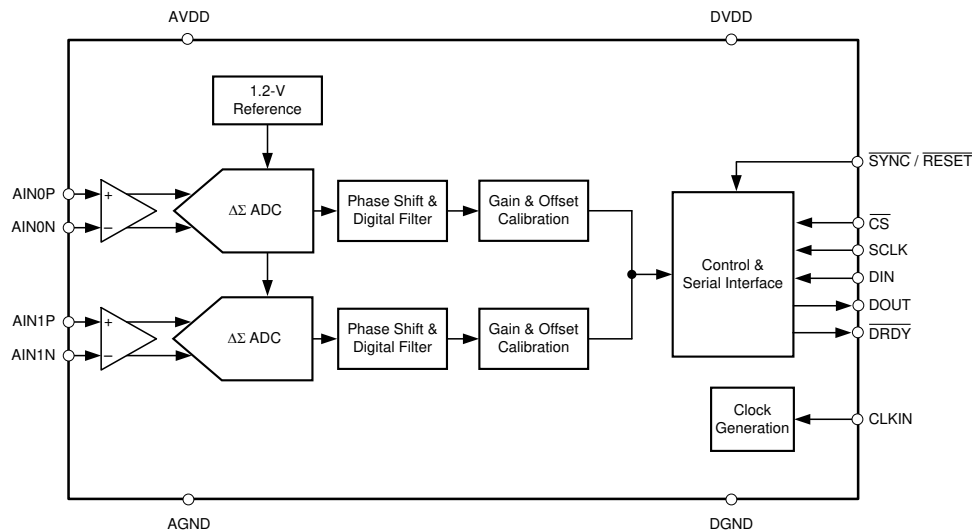 AVDD
DVDD
1.2-V
Reference
SYNC / RESET
AIN0P
+
ΔΣ ADC
Phase Shift &
Digital Filter
Gain & Offset
Calibration
AIN0N
−
CS
SCLK
Control &
Serial Interface
DIN
DOUT
DRDY
AIN1P
+
ΔΣ ADC
Phase Shift &
Digital Filter
Gain & Offset
Calibration
AIN1N
−
Clock
Generation
CLKIN
AGND
DGND